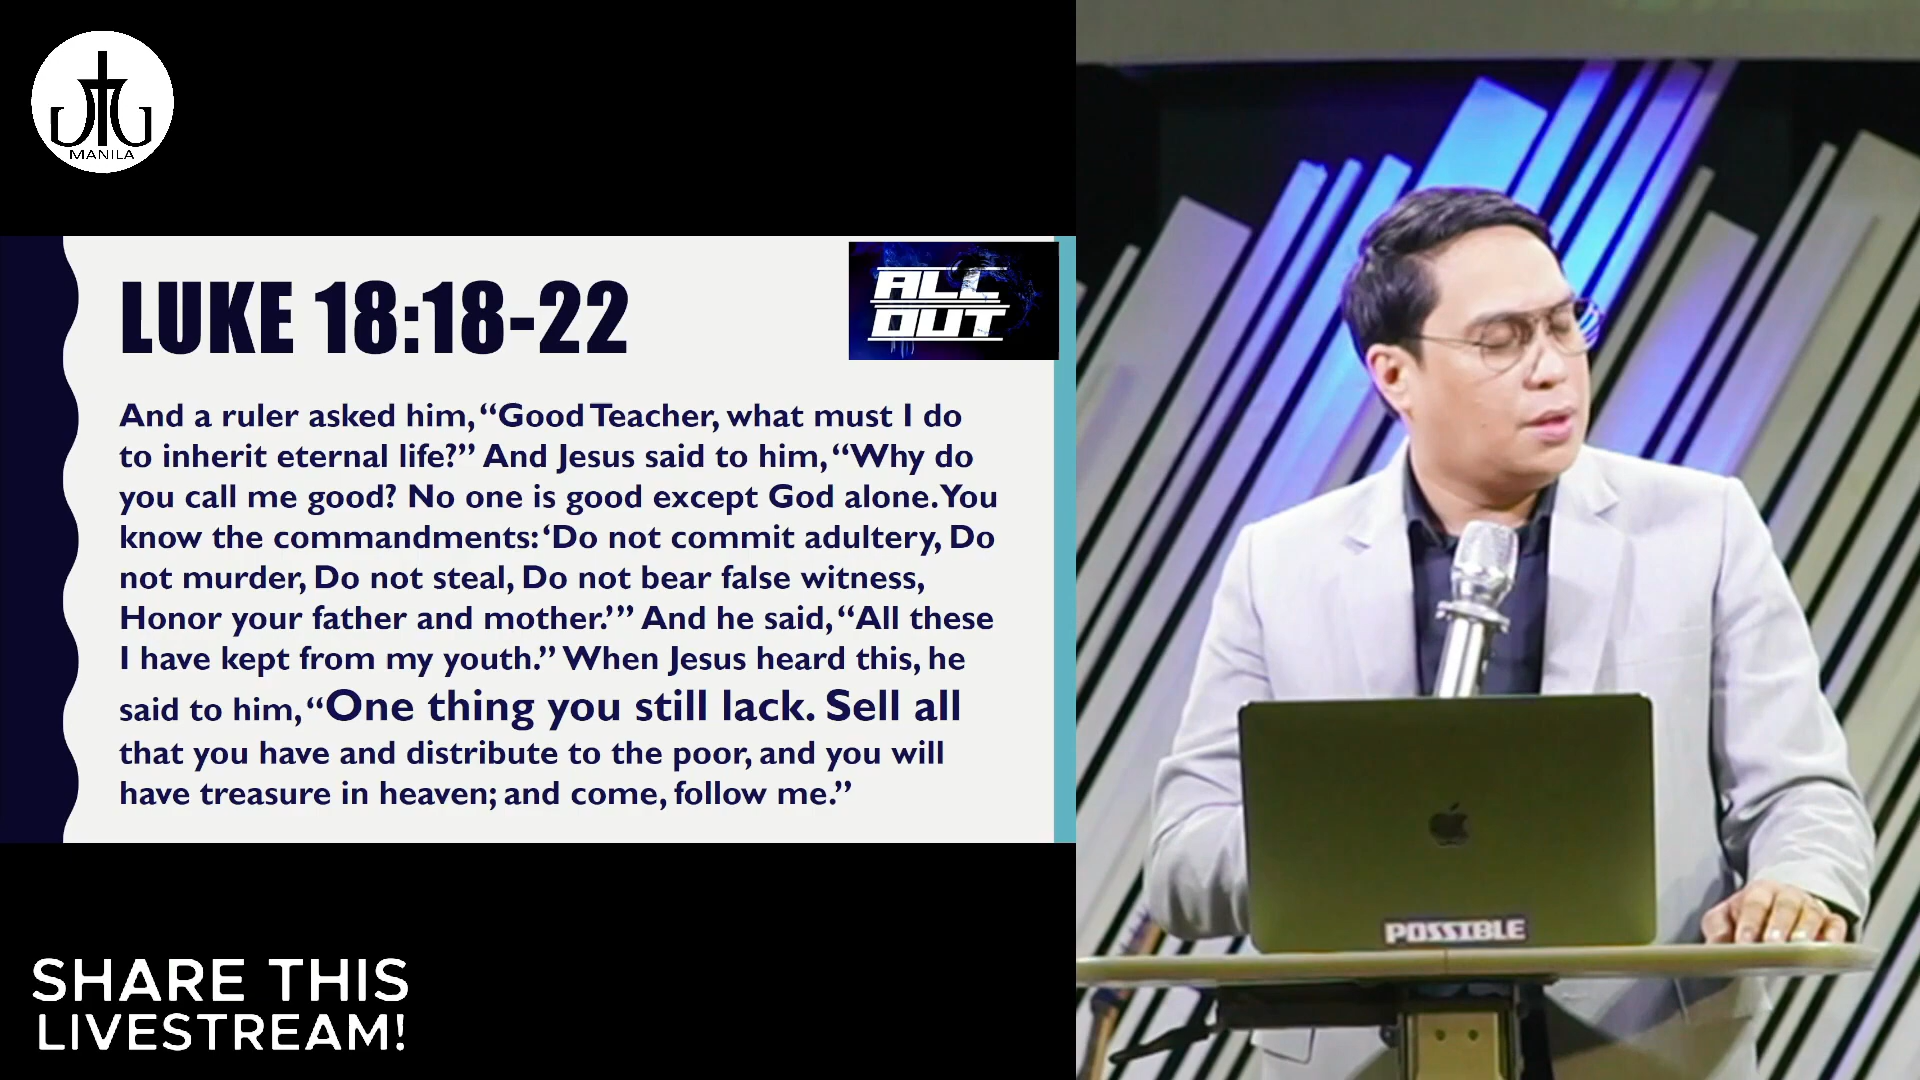 JTG
MANILA
LUKE 18:18-22
ALL
OUT
And a ruler asked him, “Good Teacher, what must I do
to inherit eternal life?” And Jesus said to him, “Why do
you call me good? No one is good except God alone. You
know the commandments: ‘Do not commit adultery, Do
not murder, Do not steal, Do not bear false witness,
Honor your father and mother.’” And he said, “All these
I have kept from my youth.” When Jesus heard this, he
said to him, “One thing you still lack. Sell all
that you have and distribute to the poor, and you will
have treasure in heaven; and come, follow me.”
POSSIBLE
SHARE THIS
LIVESTREAM!